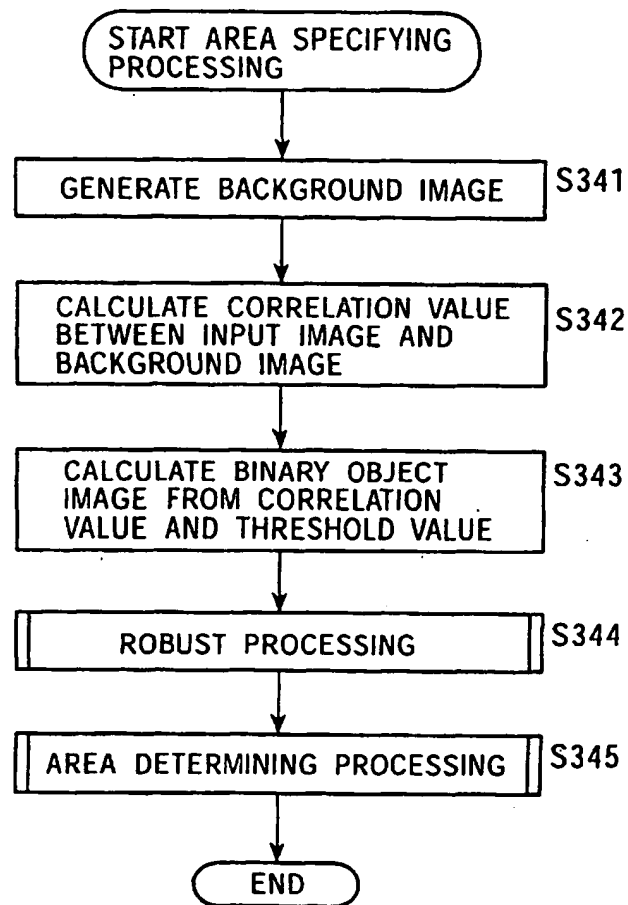 START AREA SPECIFYING
PROCESSING
GENERATE BACKGROUND IMAGE
S341
CALCULATE CORRELATION VALUE
BETWEEN INPUT IMAGE AND
BACKGROUND IMAGE
S342
CALCULATE BINARY OBJECT
IMAGE FROM CORRELATION
VALUE AND THRESHOLD VALUE
S343
ROBUST PROCESSING
S344
AREA DETERMINING PROCESSING
S345
END